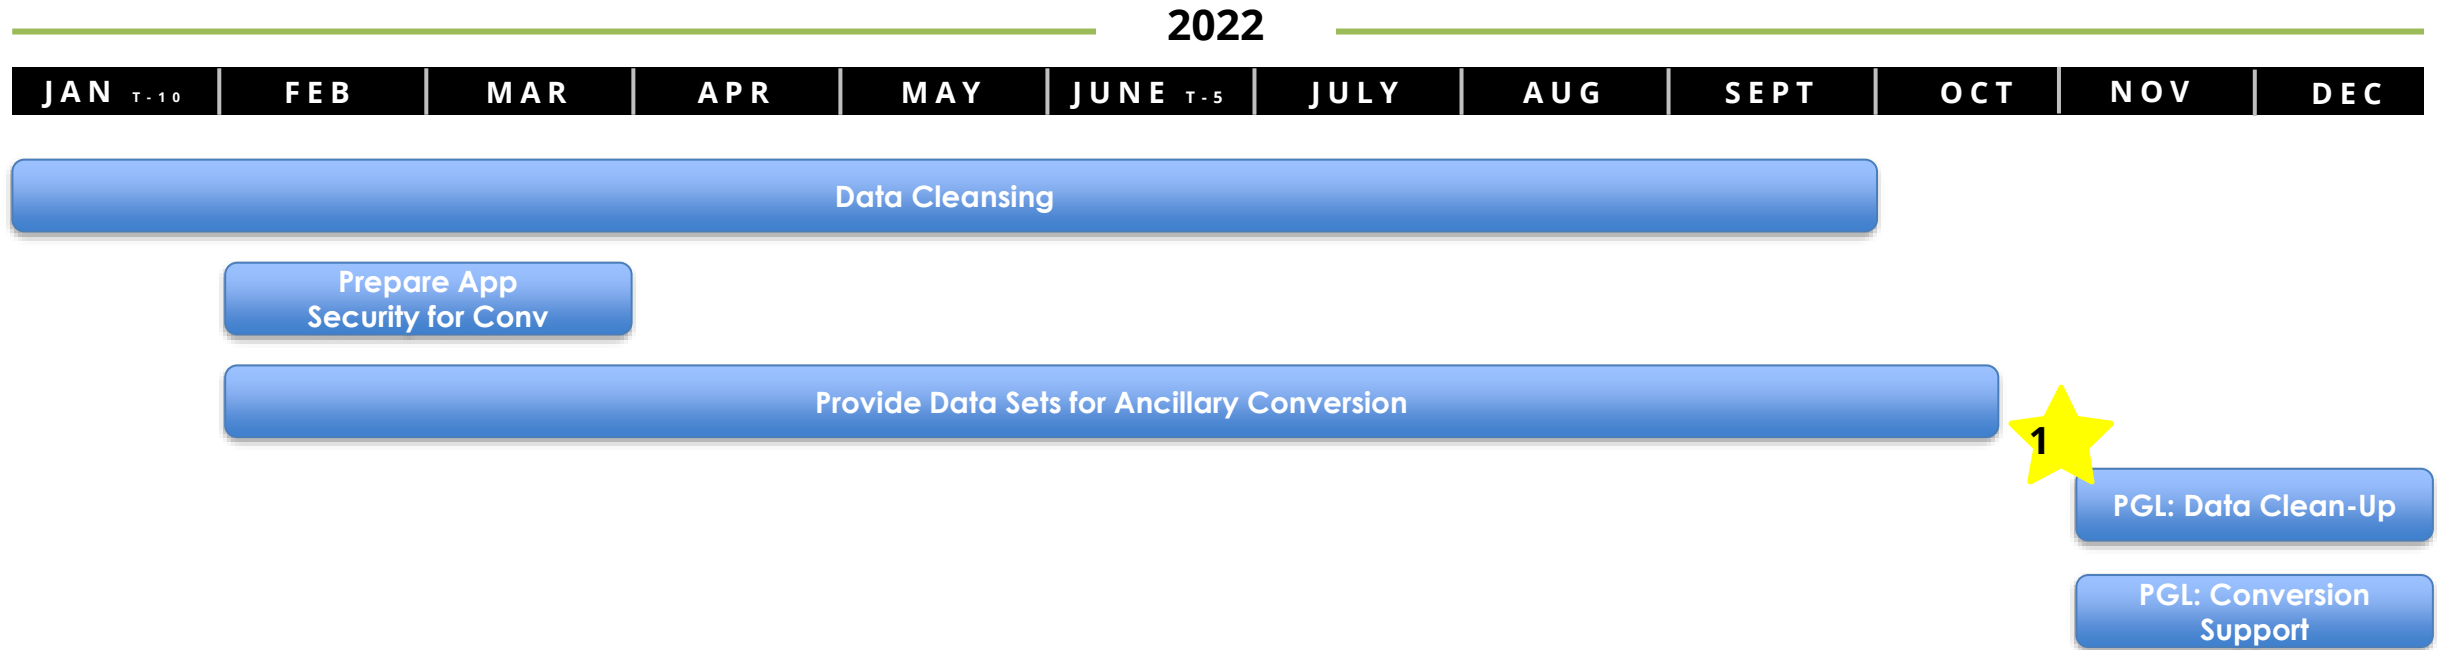 2022
JAN T-10 FEB MAR APR MAY JUNE T-5 JULY AUG SEPT OCT NOV DEC
Data Cleansing
Prepare App
Security for Conv
Provide Data Sets for Ancillary Conversion
1
PGL: Data Clean-Up
PGL: Conversion
Support